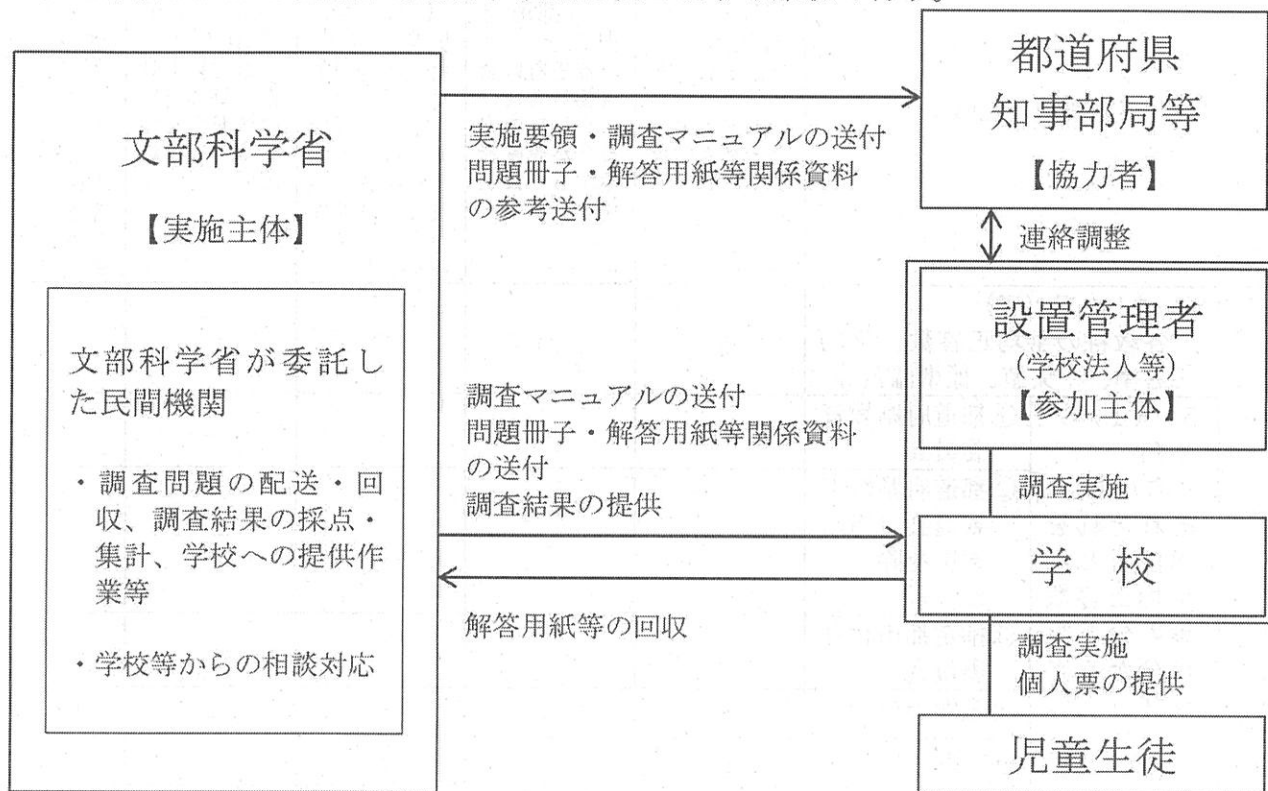 文部科学省
【実施主体】
文部科学省が委託し
た民間機関
・調査問題の配送・回
収、調査結果の採点・
集計、学校への提供作
業等
・学校等からの相談対応
実施要領・調査マニュアルの送付
問題冊子・解答用紙等関係資料
の参考送付
調査マニュアルの送付
問題冊子・解答用紙等関係資料
の送付
調査結果の提供
解答用紙等の回収
都道府県
知事部局等
【協力者】
連絡調整
設置管理者
(学校法人等)
【参加主体】
調査実施
学 校
調査実施
個人票の提供
児童生徒